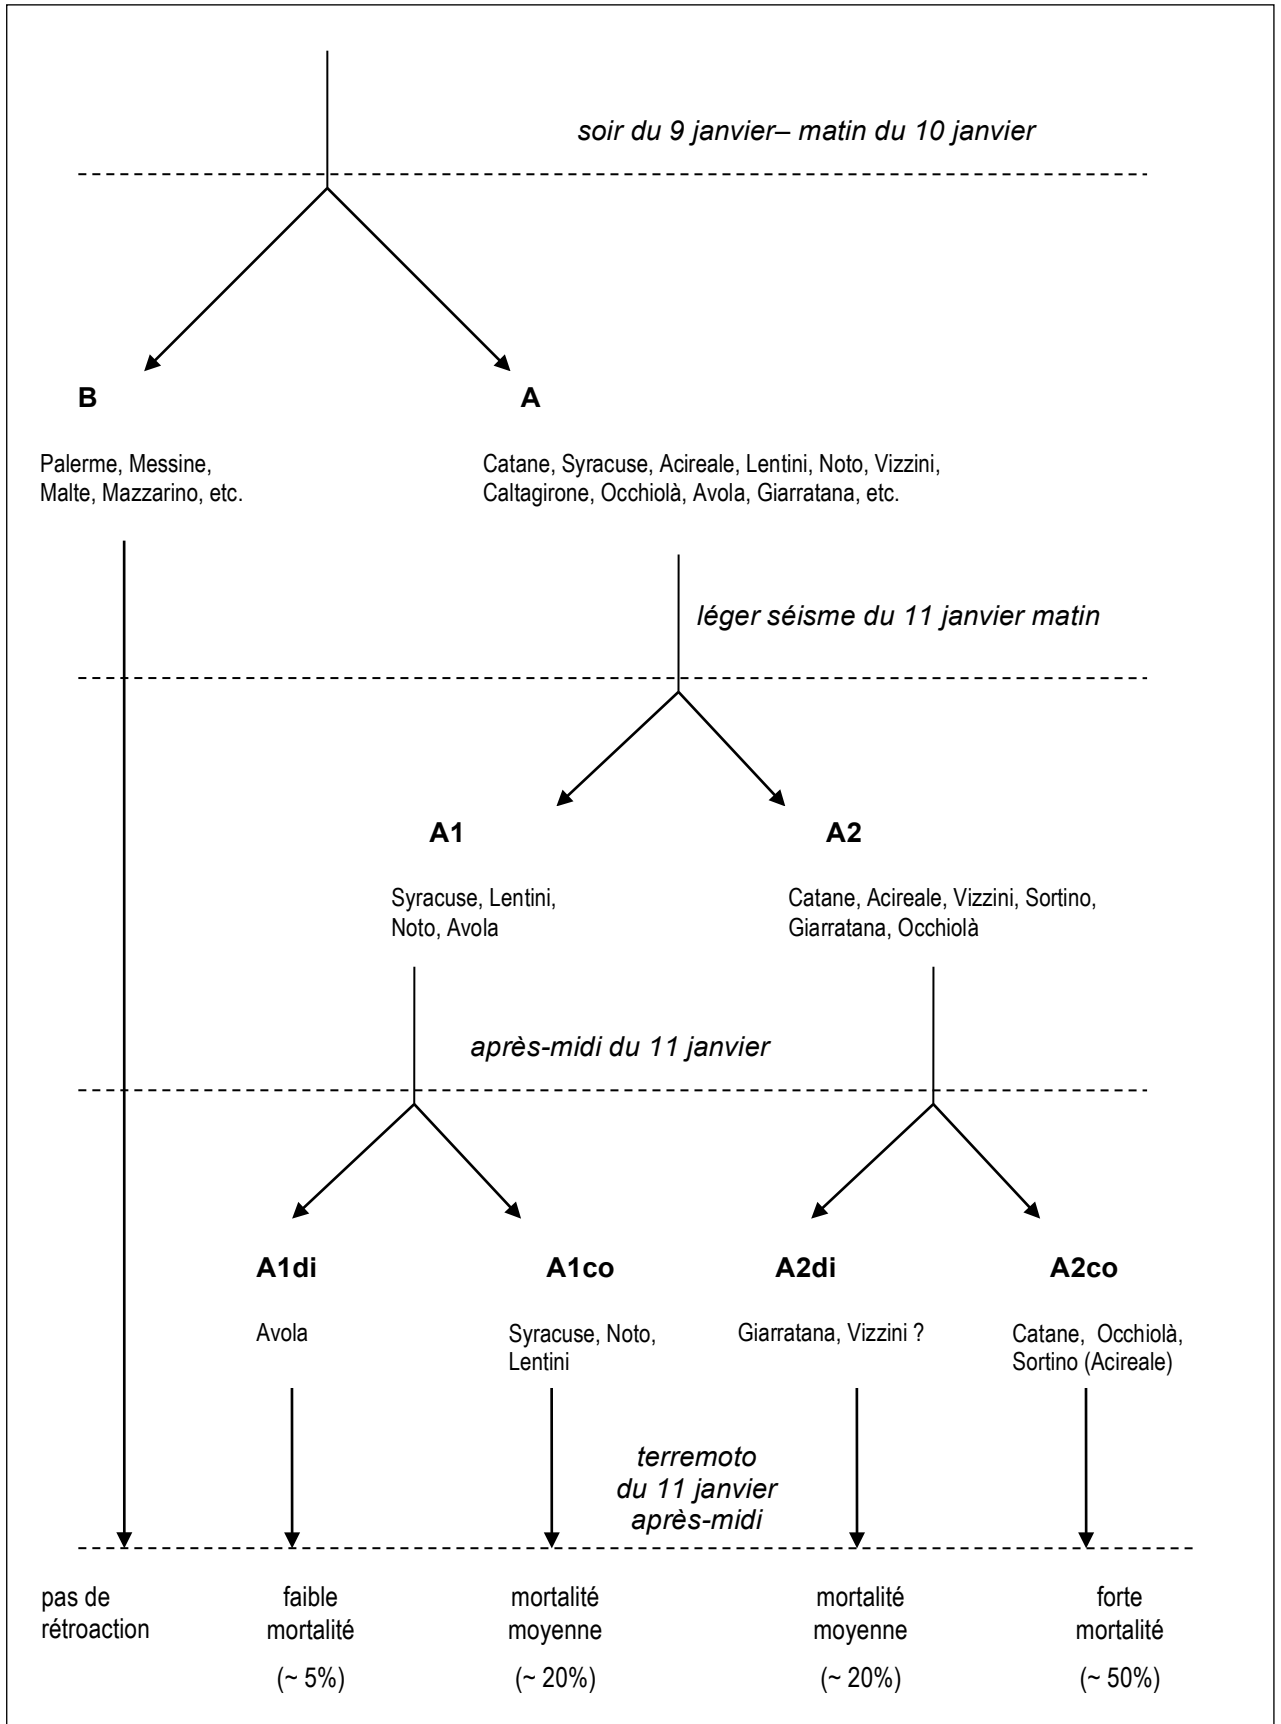 soir du 9 janvier– matin du 10 janvier
B
A
Palerme, Messine,
Malte, Mazzarino, etc.
Catane, Syracuse, Acireale, Lentini, Noto, Vizzini,
Caltagirone, Occhiolà, Avola, Giarratana, etc.
léger séisme du 11 janvier matin
A1
A2
Syracuse, Lentini,
Noto, Avola
Catane, Acireale, Vizzini, Sortino,
Giarratana, Occhiolà
après-midi du 11 janvier
A1di
A1co
A2di
A2co
Avola
Syracuse, Noto,
Lentini
Giarratana, Vizzini ?
Catane, Occhiolà,
Sortino (Acireale)
terremoto
du 11 janvier
après-midi
pas de
rétroaction
faible
mortalité
(~ 5%)
mortalité
moyenne
(~ 20%)
mortalité
moyenne
(~ 20%)
forte
mortalité
(~ 50%)